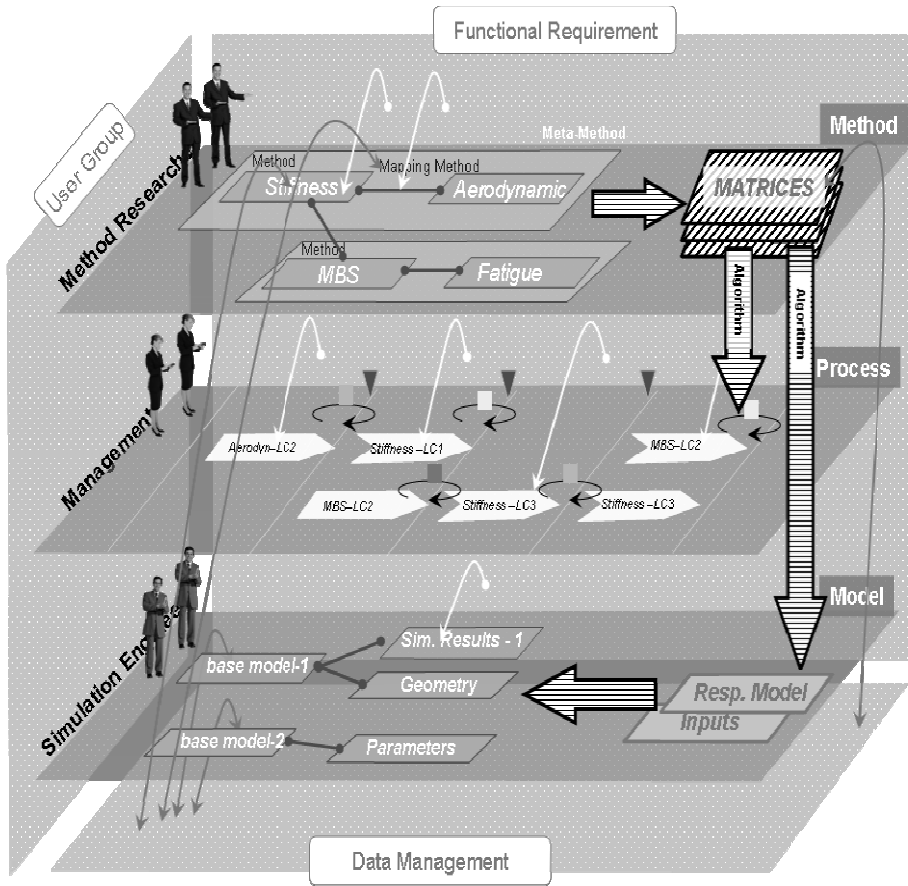 Functional Requirement
User Group
Method
Method Research
Meta-Method
Method
Mapping Method
Stiffness
Aerodynamic
MATRICES
Method
MBS
Fatigue
Algorithm
Algorithm
Process
Management
Aerodyn–LC2
Stiffness –LC1
MBS–LC2
MBS–LC2
Stiffness –LC3
Stiffness –LC3
Model
Sim. Results - 1
base model-1
Geometry
Resp. Model
Inputs
base model-2
Parameters
Simulation
Data Management